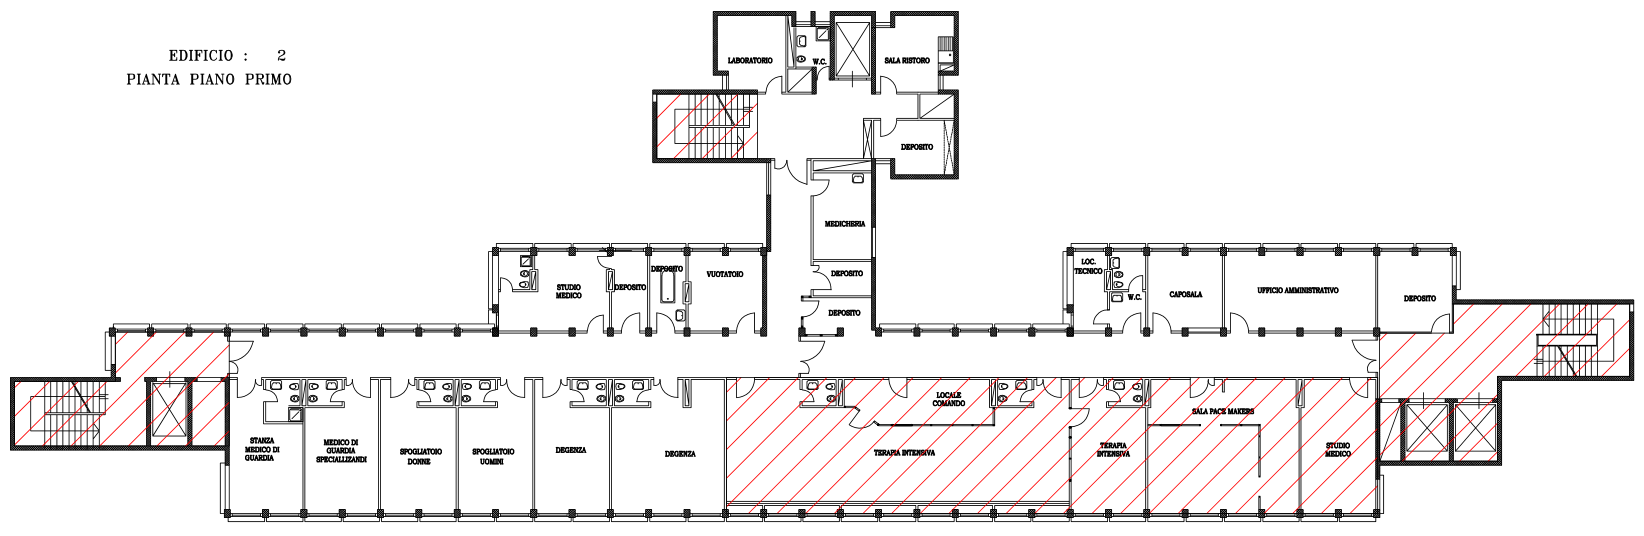 EDIFICIO : 2
PIANTA PIANO PRIMO
LABORATORIO
W.C.
SALA RISTORO
DEPOSITO
MEDICHERIA
DEPOSITO
DEPOSITO
STUDIO
MEDICO
DEPOSITO
DEPOSITO
VUOTATOIO
LOC.
TECNICO
W.C.
CAPOSALA
UFFICIO AMMINISTRATIVO
DEPOSITO
STANZA
MEDICO DI
GUARDIA
MEDICO DI
GUARDIA
SPECIALIZZANDI
SPOGLIATOIO
DONNE
SPOGLIATOIO
UOMINI
DEGENZA
DEGENZA
LOCALE
COMANDO
TERAPIA INTENSIVA
TERAPIA
INTENSIVA
SALA PACE MAKERS
STUDIO
MEDICO